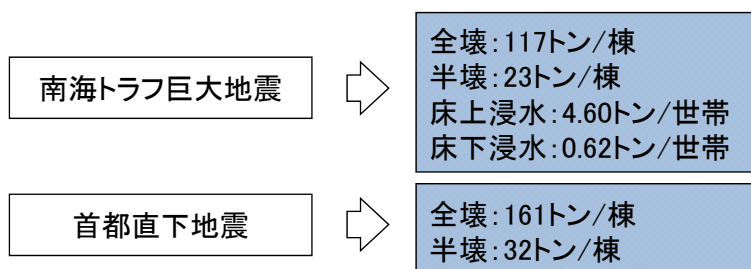 南海トラフ巨大地震
全壊:117トン/棟
半壊:23トン/棟
床上浸水:4.60トン/世帯
床下浸水:0.62トン/世帯
首都直下地震
全壊:161トン/棟
半壊:32トン/棟